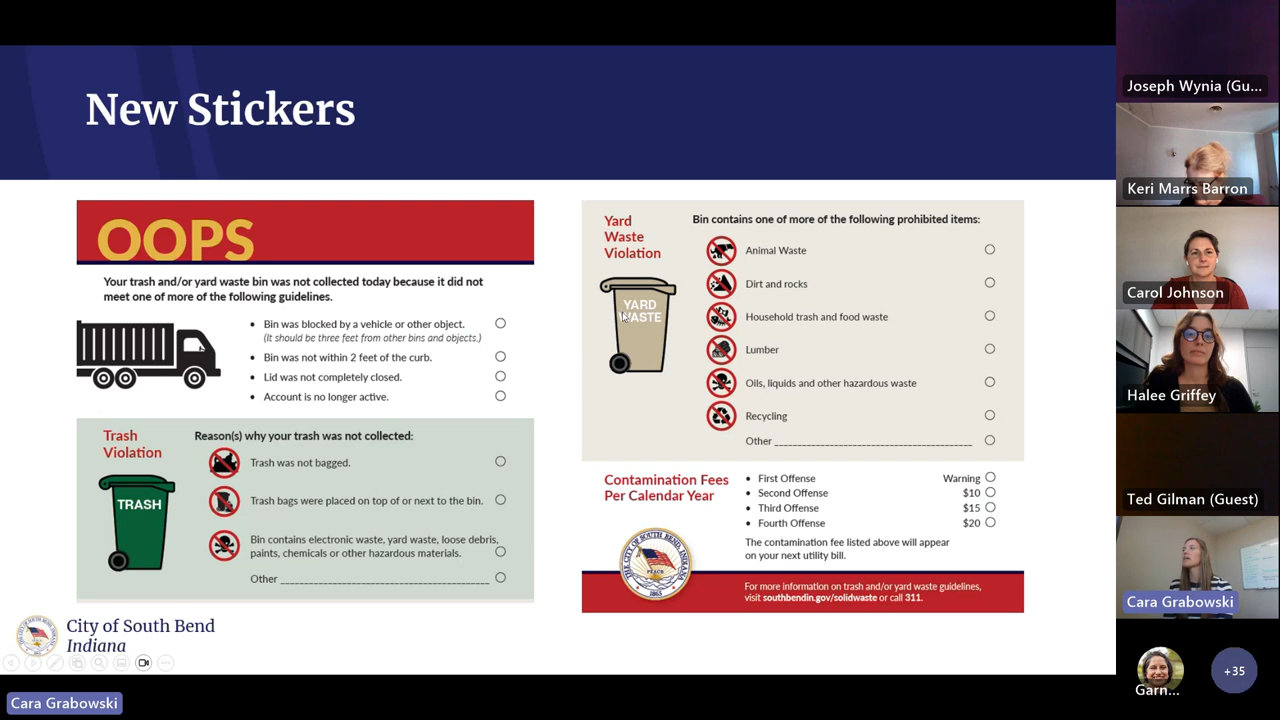 New Stickers
OOPS
Your trash and/or yard waste bin was not collected today because it did not
meet one of more of the following guidelines.
• Bin was blocked by a vehicle or other object.
(It should be three feet from other bins and objects.)
• Bin was not within 2 feet of the curb.
• Lid was not completely closed.
• Account is no longer active.
Trash
Violation
TRASH
Reason(s) why your trash was not collected:
Trash was not bagged.
Trash bags were placed on top of or next to the bin.
Bin contains electronic waste, yard waste, loose debris,
paints, chemicals or other hazardous materials.
Other ________________________________________
Yard
Waste
Violation
YARD
WASTE
Bin contains one of more of the following prohibited items:
Animal Waste
Dirt and rocks
Household trash and food waste
Lumber
Oils, liquids and other hazardous waste
Recycling
Other ______________________________________
Contamination Fees
Per Calendar Year
• First Offense Warning
• Second Offense $10
• Third Offense $15
• Fourth Offense $20
The contamination fee listed above will appear
on your next utility bill.
THE CITY OF SOUTH BEND, INDIANA
PEACE
1865
For more information on trash and/or yard waste guidelines,
visit southbendin.gov/solidwaste or call 311.
City of South Bend
Indiana
Cara Grabowski
Joseph Wynia (Gu...
Keri Marrs Barron
Carol Johnson
Halee Griffey
Ted Gilman (Guest)
Cara Grabowski
Garn...
+35